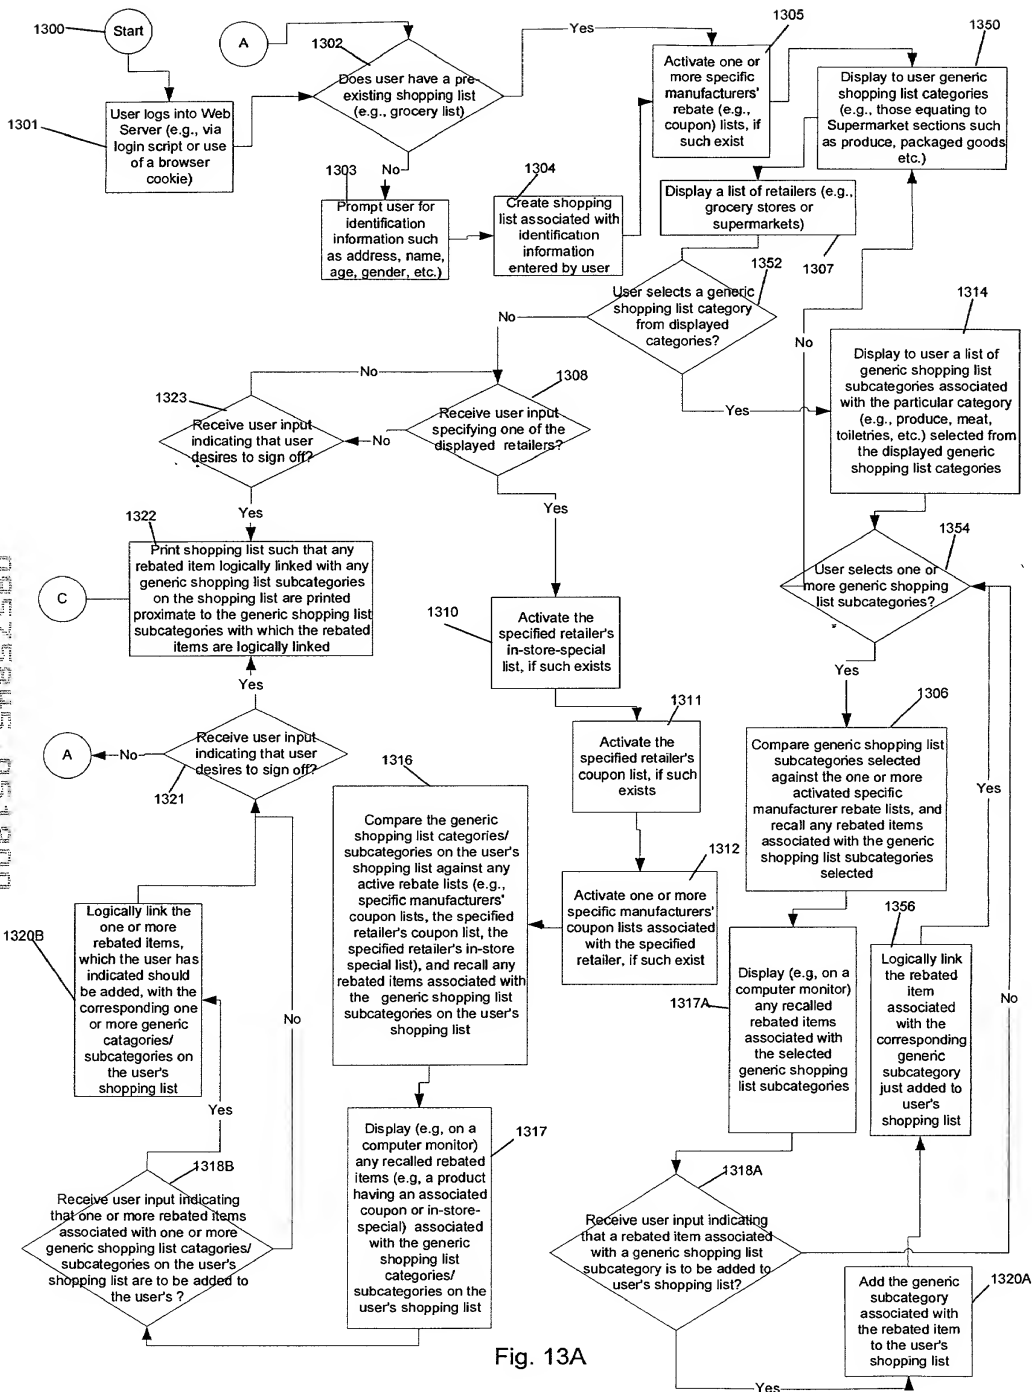 1300
Start
A
1302
Yes
1305
1350
1301
User logs into Web
Server (e.g., via
login script or use
of a browser
cookie)
Does user have a pre-
existing shopping list
(e.g., grocery list)
Activate one or
more specific
manufacturers'
rebate (e.g.,
coupon) lists, if
such exist
Display to user generic
shopping list categories
(e.g., those equating to
Supermarket sections such
as produce, packaged goods
etc.)
No
1303
1304
Prompt user for
identification
information such
as address, name,
age, gender, etc.)
Create shopping
list associated with
identification
information
entered by user
Display a list of retailers (e.g.,
grocery stores or
supermarkets)
1307
1352
User selects a generic
shopping list category
from displayed
categories?
No
No
Yes
1314
Display to user a list of
generic shopping list
subcategories associated
with the particular category
(e.g., produce, meat,
toiletries, etc.) selected from
the displayed generic
shopping list categories
No
1323
1308
Receive user input
indicating that user
desires to sign off?
No
Receive user input
specifying one of the
displayed retailers?
Yes
Yes
1322
Print shopping list such that any
rebated item logically linked with any
generic shopping list subcategories
on the shopping list are printed
proximate to the generic shopping list
subcategories with which the rebated
items are logically linked
C
1354
User selects one or
more generic shopping
list subcategories?
1310
Activate the
specified retailer's
in-store-special
list, if such exists
Yes
Yes
1306
1311
Activate the
specified retailer's
coupon list, if such
exists
Compare generic shopping list
subcategories selected
against the one or more
activated specific
manufacturer rebate lists, and
recall any rebated items
associated with the generic
shopping list subcategories
selected
Yes
A
No
Receive user input
indicating that user
desires to sign off?
1321
1316
Compare the generic
shopping list categories/
subcategories on the user's
shopping list against any
active rebate lists (e.g.,
specific manufacturers'
coupon lists, the specified
retailer's coupon list,
the specified retailer's in-store
special list), and recall any
rebated items associated with
the generic shopping list
subcategories on the user's
shopping list
1312
Activate one or more
specific manufacturers'
coupon lists associated
with the specified
retailer, if such exist
1356
Logically link
the rebated
item
associated
with the
corresponding
generic
subcategory
just added to
user's
shopping list
1320B
Logically link the
one or more
rebated items,
which the user has
indicated should
be added, with the
corresponding one
or more generic
catagories/
subcategories on
the user's
shopping list
No
1317A
Display (e.g, on a
computer monitor)
any recalled
rebated items
associated with
the selected
generic shopping
list subcategories
No
Yes
1317
Display (e.g, on a
computer monitor)
any recalled rebated
items (e.g, a product
having an associated
coupon or in-store-
special) associated
with the generic
shopping list
categories/
subcategories on the
user's shopping list
1318B
Receive user input indicating
that one or more rebated items
associated with one or more
generic shopping list catagories/
subcategories on the user's
shopping list are to be added to
the user's ?
1318A
Receive user input indicating
that a rebated item associated
with a generic shopping list
subcategory is to be added to
user's shopping list?
Add the generic
subcategory
associated with
the rebated item
to the user's
shopping list
1320A
Yes
Fig. 13A